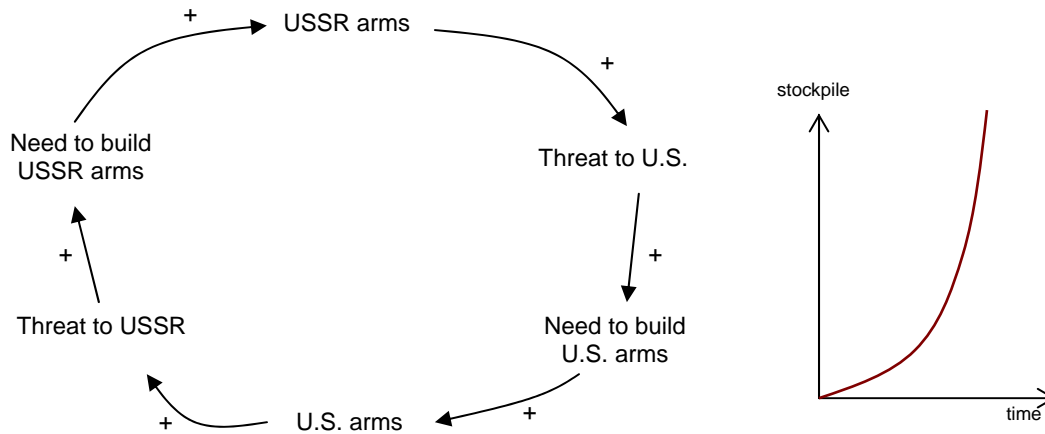 +
USSR arms
+
Threat to U.S.
+
Need to build
U.S. arms
+
U.S. arms
+
Threat to USSR
+
Need to build
USSR arms
stockpile
time